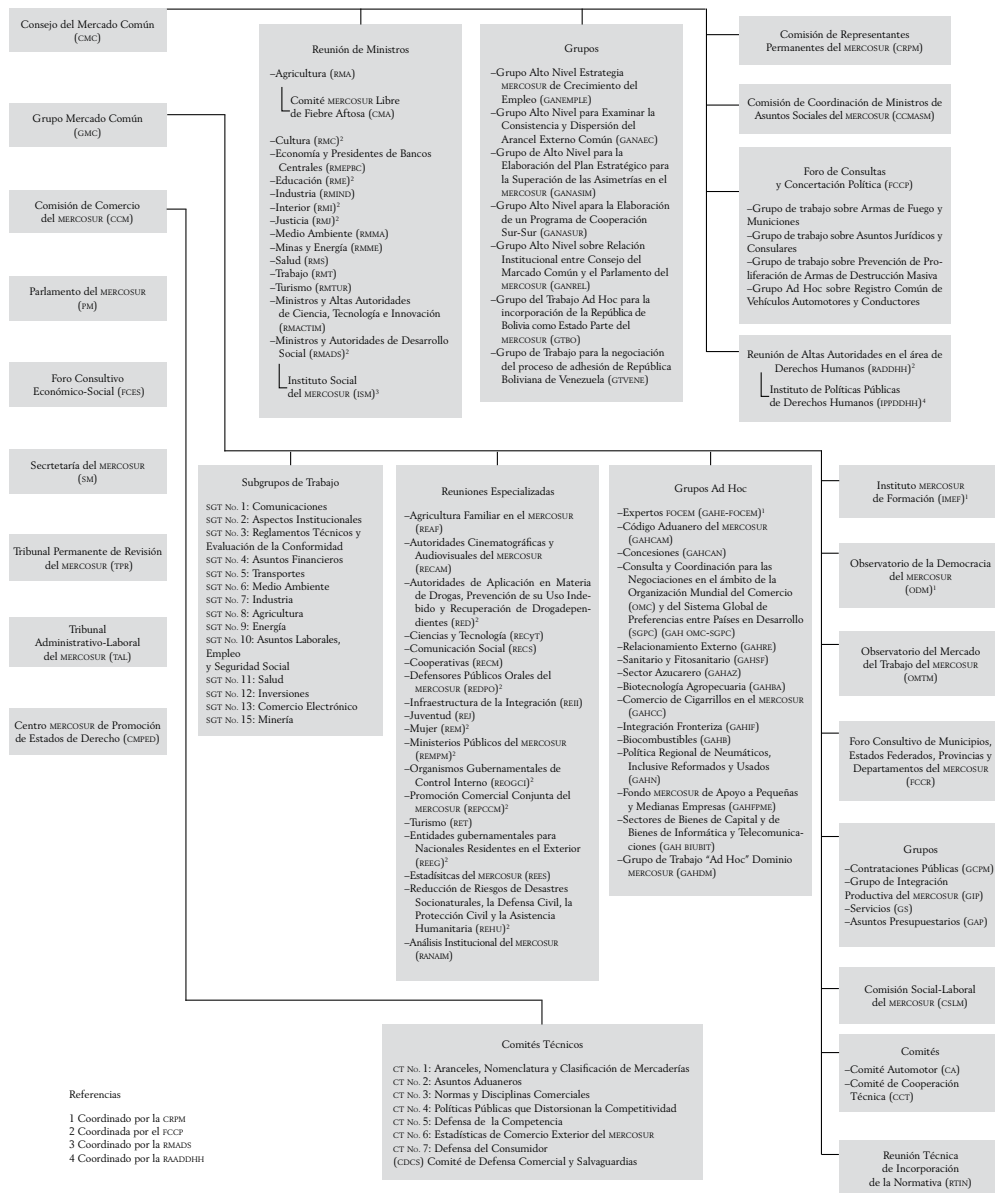 Consejo del Mercado Común
(CMC)
Grupo Mercado Común
(GMC)
Comisión de Comercio
del MERCOSUR (CCM)
Parlamento del MERCOSUR
(PM)
Foro Consultivo
Económico-Social (FCES)
Secrtetaría del MERCOSUR
(SM)
Tribunal Permanente de Revisión
del MERCOSUR (TPR)
Tribunal
Administrativo-Laboral
del MERCOSUR (TAL)
Centro MERCOSUR de Promoción
de Estados de Derecho (CMPED)
Reunión de Ministros
–Agricultura (RMA)
Comité MERCOSUR Libre
de Fiebre Aftosa (CMA)
–Cultura (RMC)²
–Economía y Presidentes de Bancos
Centrales (RMEPBC)
–Educación (RME)²
–Industria (RMIND)
–Interior (RMI)²
–Justicia (RMJ)²
–Medio Ambiente (RMMA)
–Minas y Energía (RMME)
–Salud (RMS)
–Trabajo (RMT)
–Turismo (RMTUR)
–Ministros y Altas Autoridades
de Ciencia, Tecnología e Innovación
(RMACTIM)
–Ministros y Autoridades de Desarrollo
Social (RMADS)²
Instituto Social
del MERCOSUR (ISM)³
Grupos
–Grupo Alto Nivel Estrategia
MERCOSUR de Crecimiento del
Empleo (GANEMPLE)
–Grupo Alto Nivel para Examinar la
Consistencia y Dispersión del
Arancel Externo Común (GANAEC)
–Grupo de Alto Nivel para la
Elaboración del Plan Estratégico para
la Superación de las Asimetrías en el
MERCOSUR (GANASIM)
–Grupo Alto Nivel apara la Elaboración
de un Programa de Cooperación
Sur-Sur (GANASUR)
–Grupo Alto Nivel sobre Relación
Institucional entre Consejo del
Marcado Común y el Parlamento del
MERCOSUR (GANREL)
–Grupo del Trabajo Ad Hoc para la
incorporación de la República de
Bolivia como Estado Parte del
MERCOSUR (GTBO)
–Grupo de Trabajo para la negociación
del proceso de adhesión de República
Boliviana de Venezuela (GTVENE)
Comisión de Representantes
Permanentes del MERCOSUR (CRPM)
Comisión de Coordinación de Ministros de
Asuntos Sociales del MERCOSUR (CCMASM)
Foro de Consultas
y Concertación Política (FCCP)
–Grupo de trabajo sobre Armas de Fuego y
Municiones
–Grupo de trabajo sobre Asuntos Jurídicos y
Consulares
–Grupo de trabajo sobre Prevención de Pro-
liferación de Armas de Destrucción Masiva
–Grupo Ad Hoc sobre Registro Común de
Vehículos Automotores y Conductores
Reunión de Altas Autoridades en el área de
Derechos Humanos (RADDHH)²
Instituto de Políticas Públicas
de Derechos Humanos (IPPDDHH)⁴
Subgrupos de Trabajo
SGT No. 1: Comunicaciones
SGT No. 2: Aspectos Institucionales
SGT No. 3: Reglamentos Técnicos y
Evaluación de la Conformidad
SGT No. 4: Asuntos Financieros
SGT No. 5: Transportes
SGT No. 6: Medio Ambiente
SGT No. 7: Industria
SGT No. 8: Agricultura
SGT No. 9: Energía
SGT No. 10: Asuntos Laborales,
Empleo
y Seguridad Social
SGT No. 11: Salud
SGT No. 12: Inversiones
SGT No. 13: Comercio Electrónico
SGT No. 15: Minería
Reuniones Especializadas
–Agricultura Familiar en el MERCOSUR
(REAF)
–Autoridades Cinematográficas y
Audiovisuales del MERCOSUR
(RECAM)
–Autoridades de Aplicación en Materia
de Drogas, Prevención de su Uso Inde-
bido y Recuperación de Drogadepen-
dientes (RED)²
–Ciencias y Tecnología (RECyT)
–Comunicación Social (RECS)
–Cooperativas (RECM)
–Defensores Públicos Orales del
MERCOSUR (REDPO)²
–Infraestructura de la Integración (REII)
–Juventud (REJ)
–Mujer (REM)²
–Ministerios Públicos del MERCOSUR
(REMPM)²
–Organismos Gubernamentales de
Control Interno (REOGCI)²
–Promoción Comercial Conjunta del
MERCOSUR (REPCCM)²
–Turismo (RET)
–Entidades gubernamentales para
Nacionales Residentes en el Exterior
(REEG)²
–Estadísitcas del MERCOSUR (REES)
–Reducción de Riesgos de Desastres
Socionaturales, la Defensa Civil, la
Protección Civil y la Asistencia
Humanitaria (REHU)²
–Análisis Institucional del MERCOSUR
(RANAIM)
Grupos Ad Hoc
–Expertos FOCEM (GAHE-FOCEM)¹
–Código Aduanero del MERCOSUR
(GAHCAM)
–Concesiones (GAHCAN)
–Consulta y Coordinación para las
Negociaciones en el ámbito de la
Organización Mundial del Comercio
(OMC) y del Sistema Global de
Preferencias entre Países en Desarrollo
(SGPC) (GAH OMC-SGPC)
–Relacionamiento Externo (GAHRE)
–Sanitario y Fitosanitario (GAHSF)
–Sector Azucarero (GAHAZ)
–Biotecnología Agropecuaria (GAHBA)
–Comercio de Cigarrillos en el MERCOSUR
(GAHCC)
–Integración Fronteriza (GAHIF)
–Biocombustibles (GAHB)
–Política Regional de Neumáticos,
Inclusive Reformados y Usados
(GAHN)
–Fondo MERCOSUR de Apoyo a Pequeñas
y Medianas Empresas (GAHFPME)
–Sectores de Bienes de Capital y de
Bienes de Informática y Telecomunica-
ciones (GAH BIUBIT)
–Grupo de Trabajo “Ad Hoc” Dominio
MERCOSUR (GAHDM)
Instituto MERCOSUR
de Formación (IMEF)¹
Observatorio de la Democracia
del MERCOSUR
(ODM)¹
Observatorio del Mercado
del Trabajo del MERCOSUR
(OMTM)
Foro Consultivo de Municipios,
Estados Federados, Provincias y
Departamentos del MERCOSUR
(FCCR)
Grupos
–Contrataciones Públicas (GCPM)
–Grupo de Integración
Productiva del MERCOSUR (GIP)
–Servicios (GS)
–Asuntos Presupuestarios (GAP)
Comisión Social-Laboral
del MERCOSUR (CSLM)
Comités
–Comité Automotor (CA)
–Comité de Cooperación
Técnica (CCT)
Reunión Técnica
de Incorporación
de la Normativa (RTIN)
Comités Técnicos
CT No. 1: Aranceles, Nomenclatura y Clasificación de Mercaderías
CT No. 2: Asuntos Aduaneros
CT No. 3: Normas y Disciplinas Comerciales
CT No. 4: Políticas Públicas que Distorsionan la Competitividad
CT No. 5: Defensa de la Competencia
CT No. 6: Estadísticas de Comercio Exterior del MERCOSUR
CT No. 7: Defensa del Consumidor
(CDCS) Comité de Defensa Comercial y Salvaguardias
Referencias
1 Coordinado por la CRPM
2 Coordinada por el FCCP
3 Coordinado por la RMADS
4 Coordinado por la RAADDHH